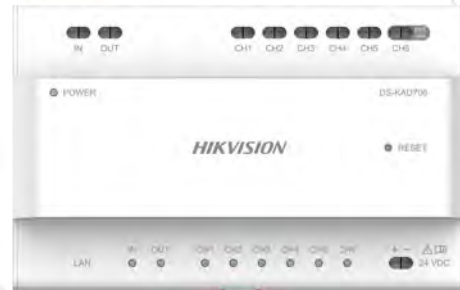 IN OUT CH1 CH2 CH3 CH4 CH5 CH6
POWER DS-KAD706
HIKVISION
RESET
IN OUT CH1 CH2 CH3 CH4 CH5 + −
LAN 24 VDC